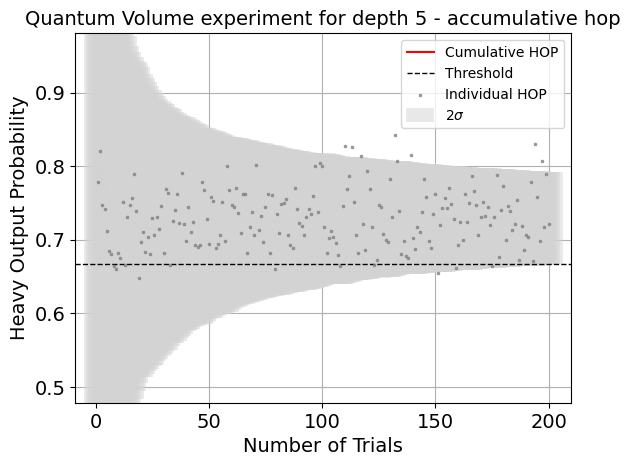 Quantum Volume experiment for depth 5 - accumulative hop
Cumulative HOP
Threshold
Individual HOP
2σ
Heavy Output Probability
0.9
0.8
0.7
0.6
0.5
0 50 100 150 200
Number of Trials